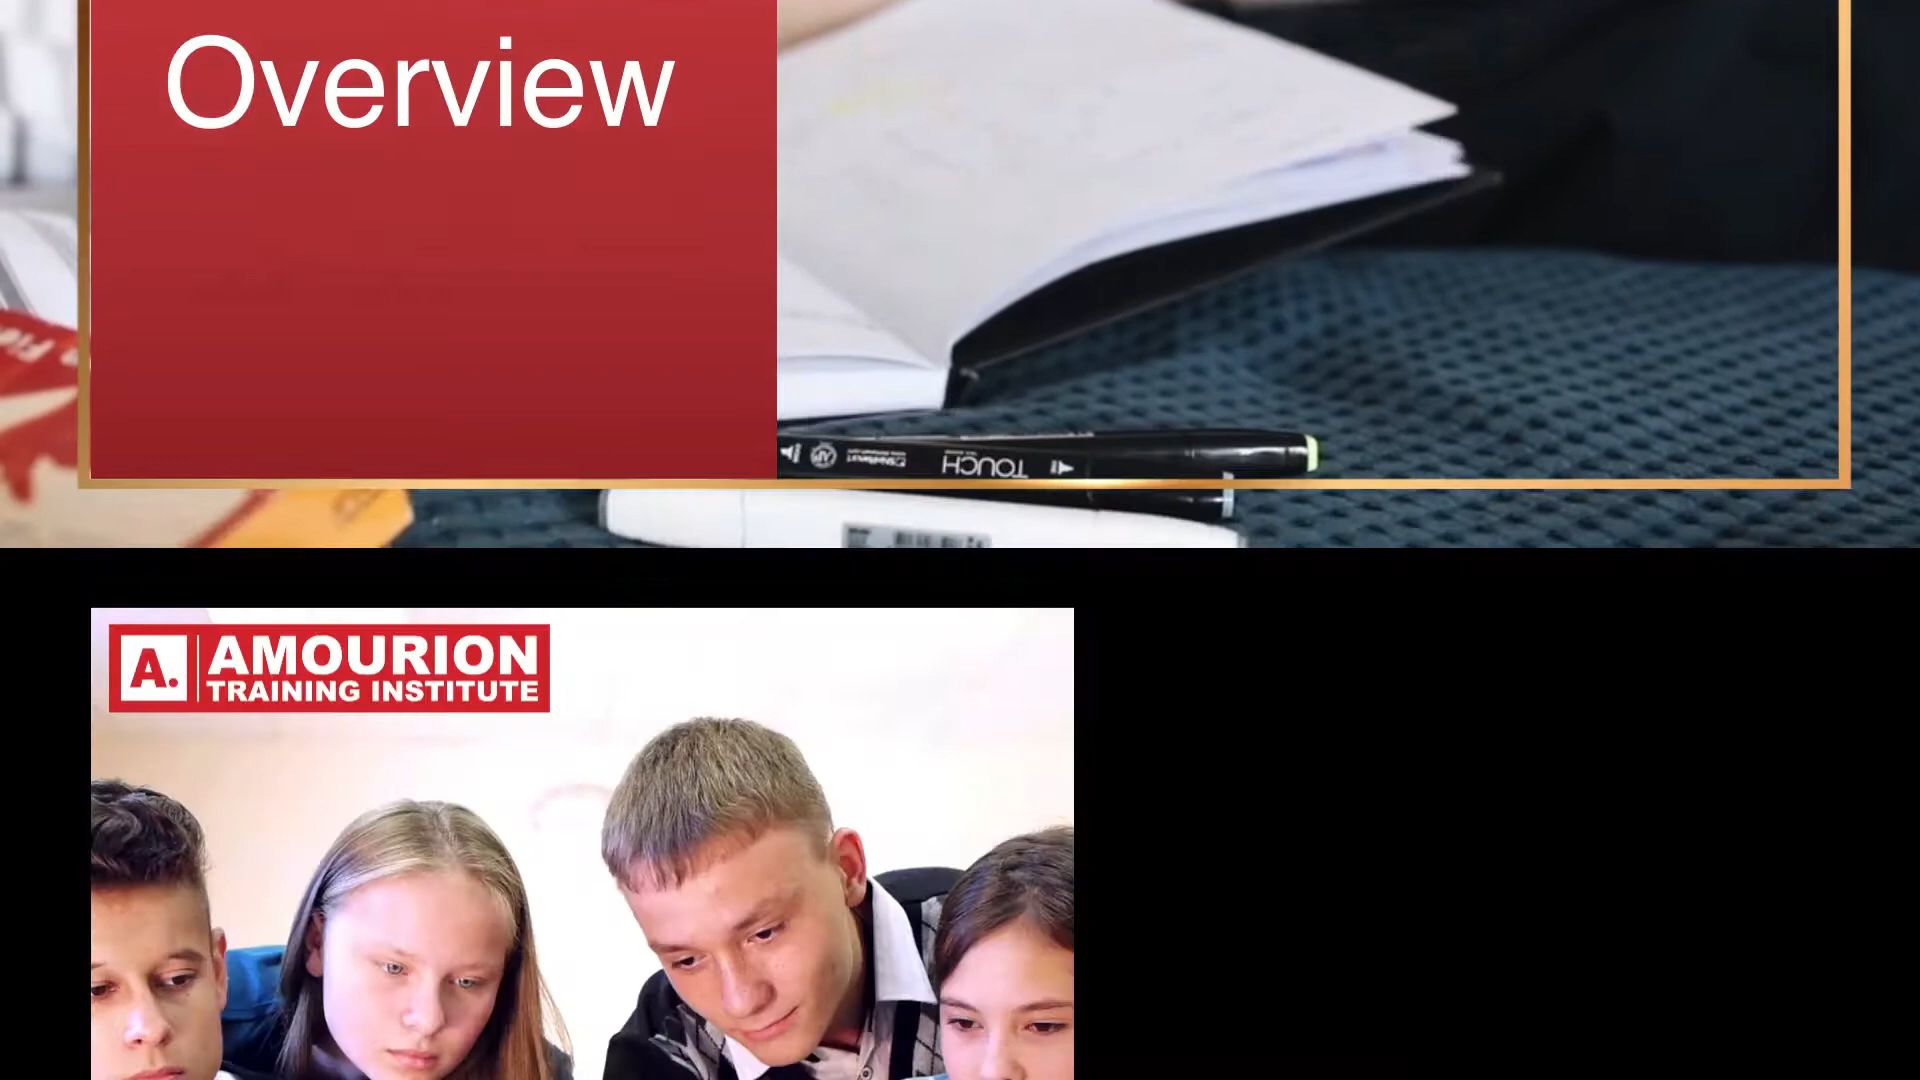 Overview
TOUCH
A.
AMOURION
TRAINING INSTITUTE